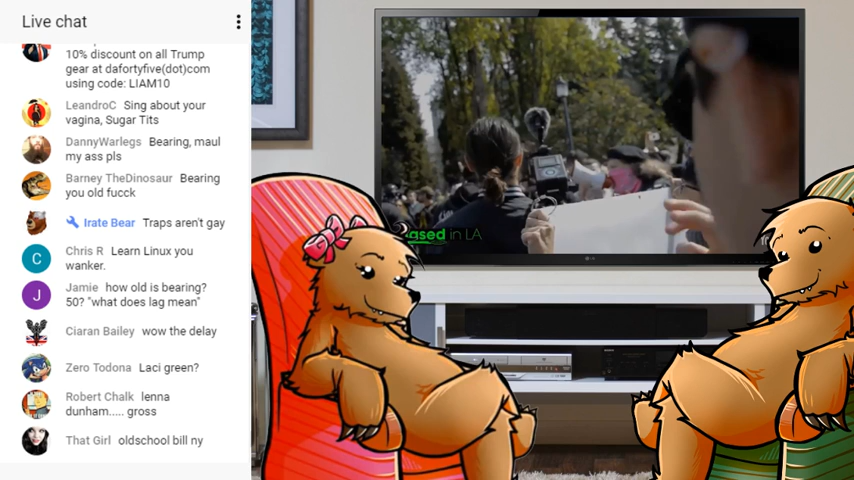 Live chat
10% discount on all Trump
gear at dafortyfive(dot)com
using code: LIAM10
LeandroC Sing about your
vagina, Sugar Tits
DannyWarlegs Bearing, maul
my ass pls
Barney TheDinosaur Bearing
you old fucck
Irate Bear Traps aren't gay
C Chris R Learn Linux you
wanker.
J Jamie how old is bearing?
50? "what does lag mean"
Ciaran Bailey wow the delay
Zero Todona Laci green?
Robert Chalk lenna
dunham..... gross
That Girl oldschool bill ny
ased in LA
LG